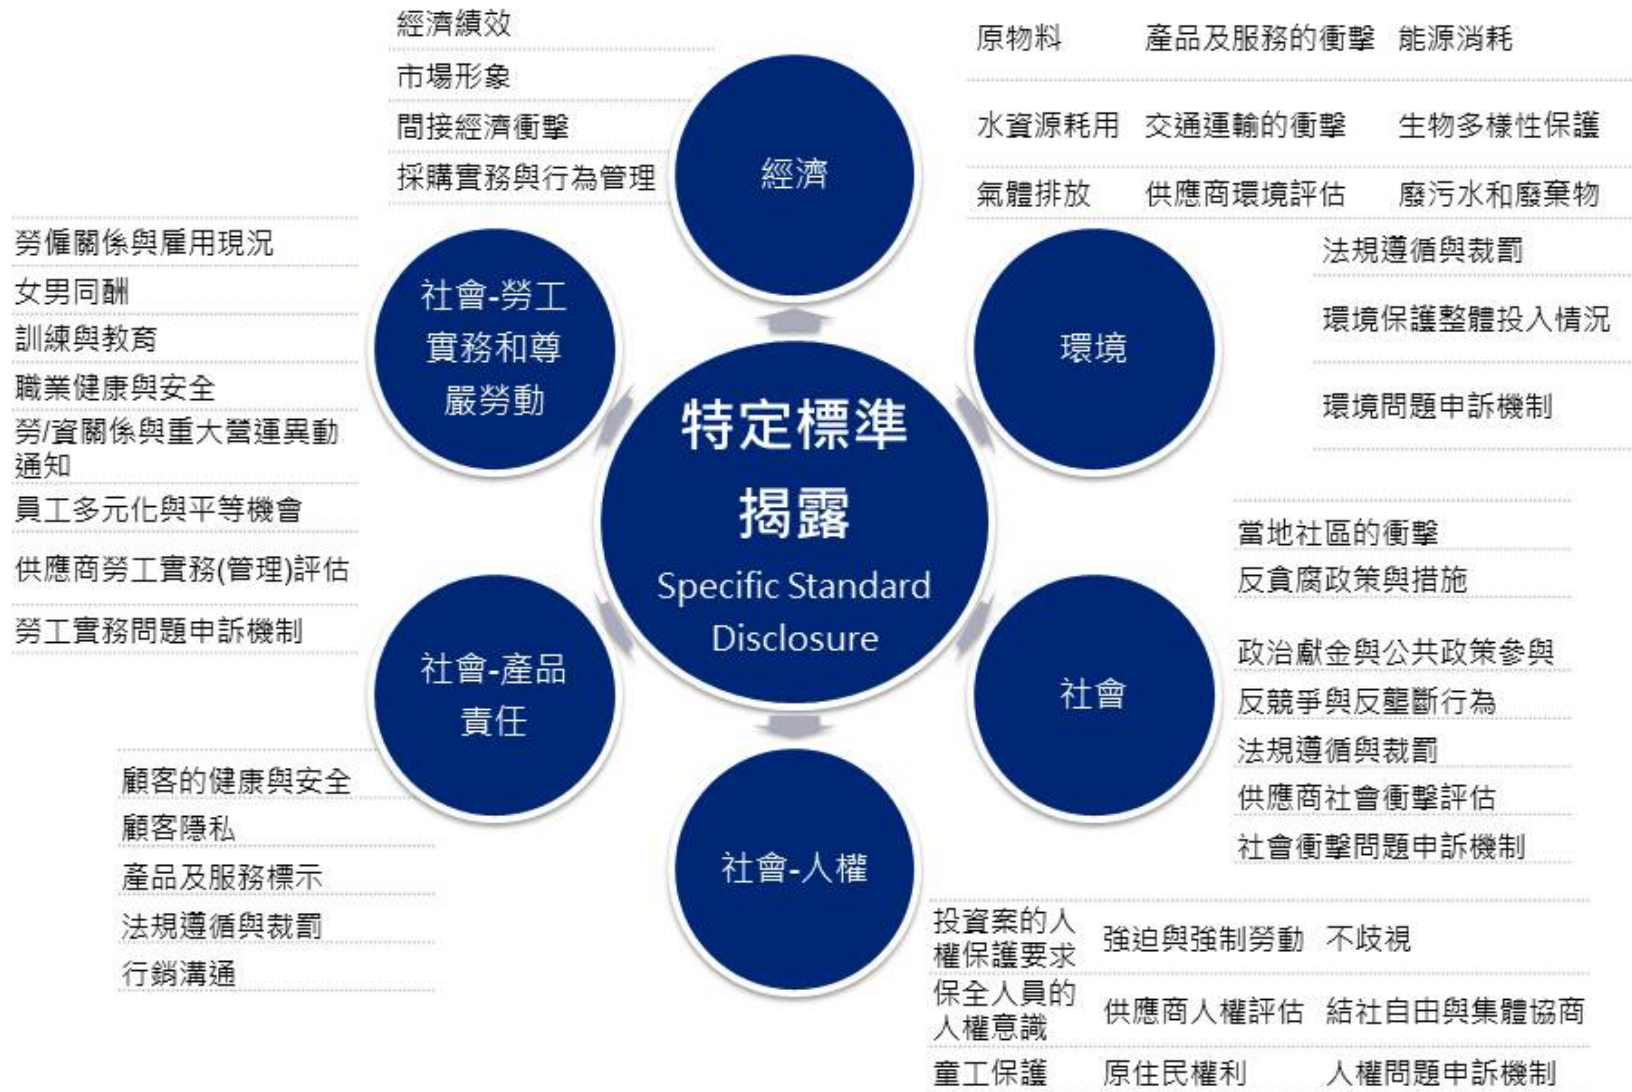 經濟績效
市場形象
間接經濟衝擊
採購實務與行為管理
經濟
原物料 產品及服務的衝擊 能源消耗
水資源耗用 交通運輸的衝擊 生物多樣性保護
氣體排放 供應商環境評估 廢污水和廢棄物
法規遵循與裁罰
環境保護整體投入情況
環境問題申訴機制
環境
勞僱關係與雇用現況
女男同酬
訓練與教育
職業健康與安全
勞/資關係與重大營運異動
通知
員工多元化與平等機會
供應商勞工實務(管理)評估
勞工實務問題申訴機制
社會-勞工
實務和尊
嚴勞動
特定標準
揭露
Specific Standard
Disclosure
當地社區的衝擊
反貪腐政策與措施
政治獻金與公共政策參與
反競爭與反壟斷行為
法規遵循與裁罰
供應商社會衝擊評估
社會衝擊問題申訴機制
社會
社會-產品
責任
顧客的健康與安全
顧客隱私
產品及服務標示
法規遵循與裁罰
行銷溝通
社會-人權
投資案的人
權保護要求
強迫與強制勞動 不歧視
保全人員的
人權意識
供應商人權評估 結社自由與集體協商
童工保護 原住民權利 人權問題申訴機制